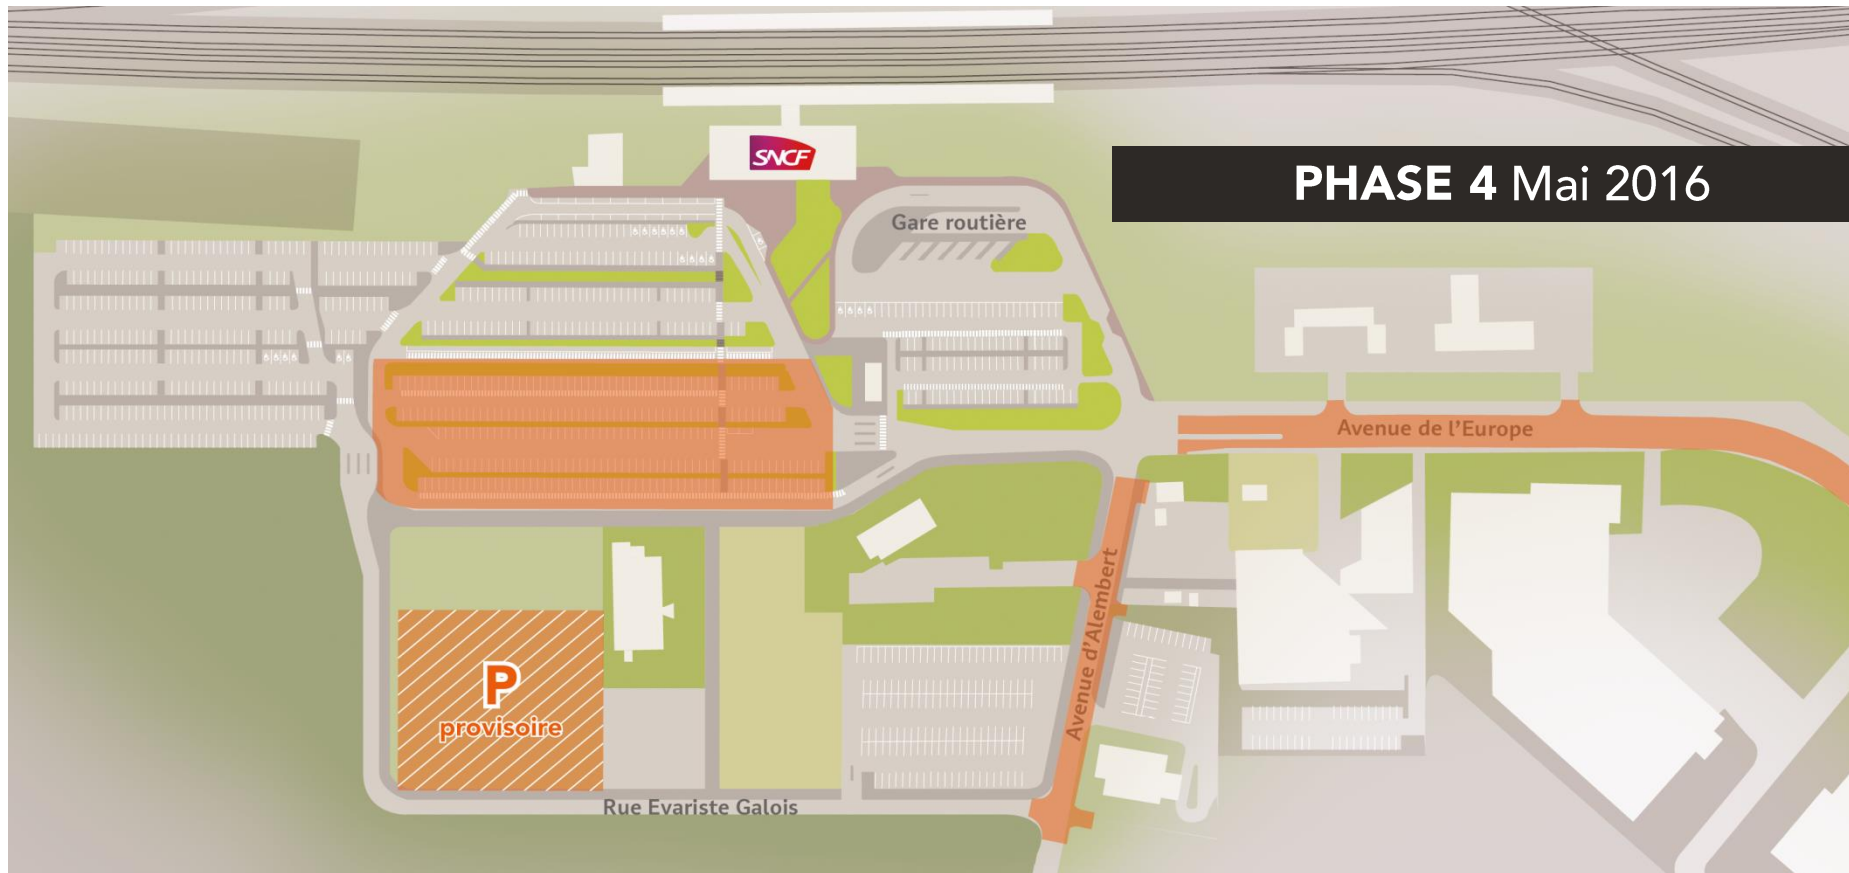 SNCF
PHASE 4 Mai 2016
Gare routière
Avenue de l'Europe
Avenue d'Alembert
P
provisoire
Rue Evariste Galois